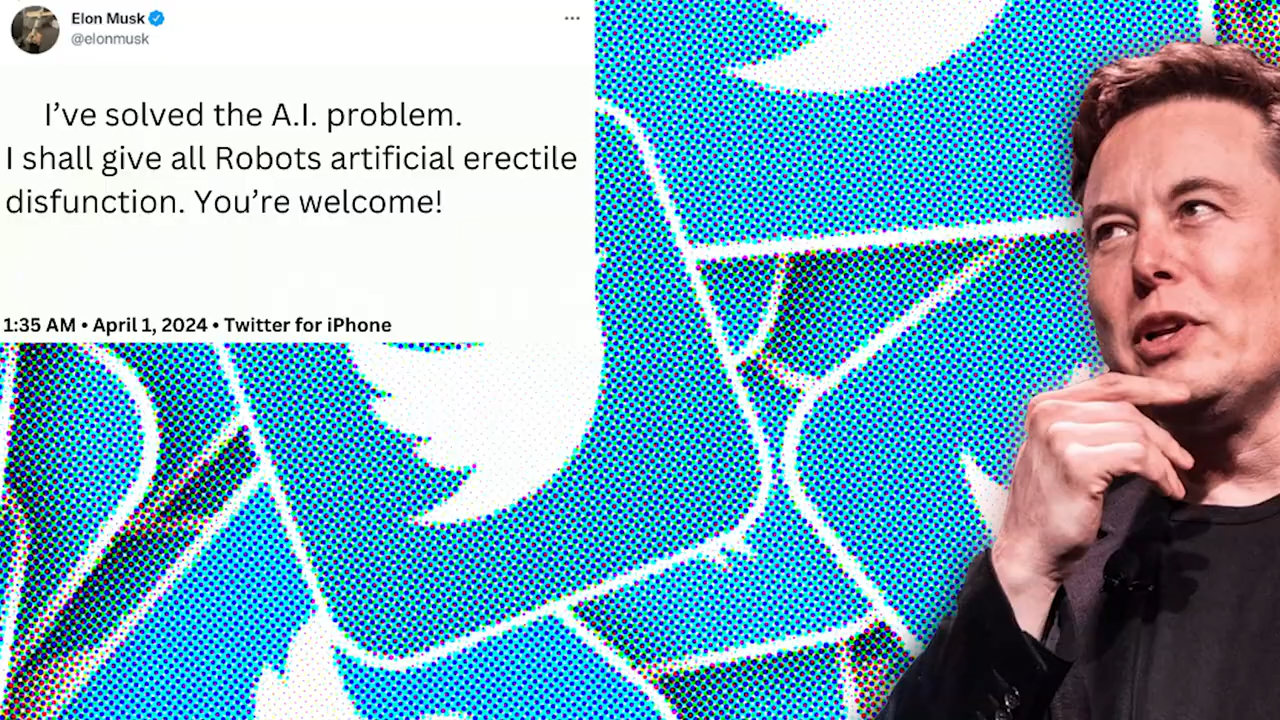 Elon Musk
@elonmusk
I've solved the A.I. problem.
I shall give all Robots artificial erectile
disfunction. You're welcome!
1:35 AM • April 1, 2024 • Twitter for iPhone